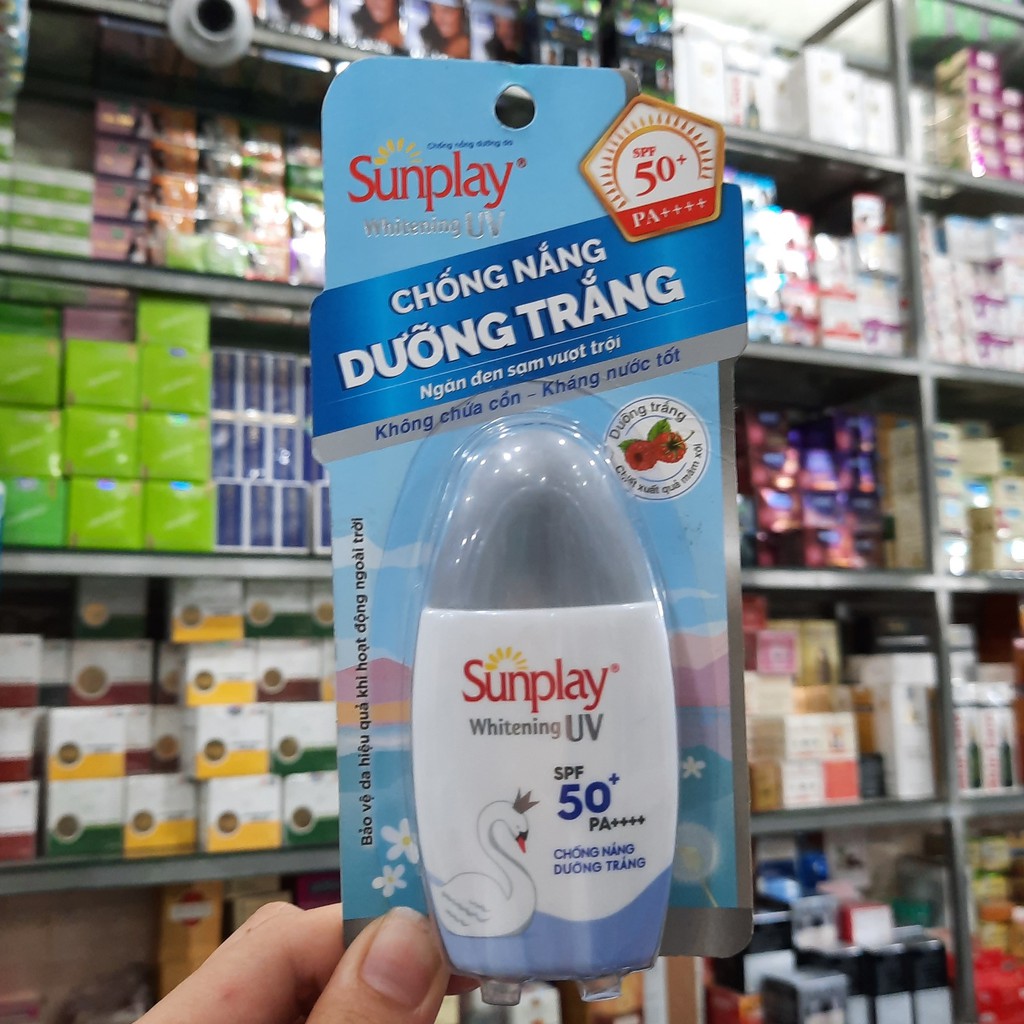 Chống nắng dưỡng da
Sunplay®
Whitening UV
SPF
50+
PA++++
CHỐNG NẮNG
DƯỠNG TRẮNG
Ngăn đen sạm vượt trội
Không chứa cồn - Kháng nước tốt
Dưỡng trắng
Chiết xuất quả mâm xôi
Bảo vệ da hiệu quả khi hoạt động ngoài trời
Sunplay®
Whitening UV
SPF
50+
PA++++
CHỐNG NẮNG
DƯỠNG TRẮNG